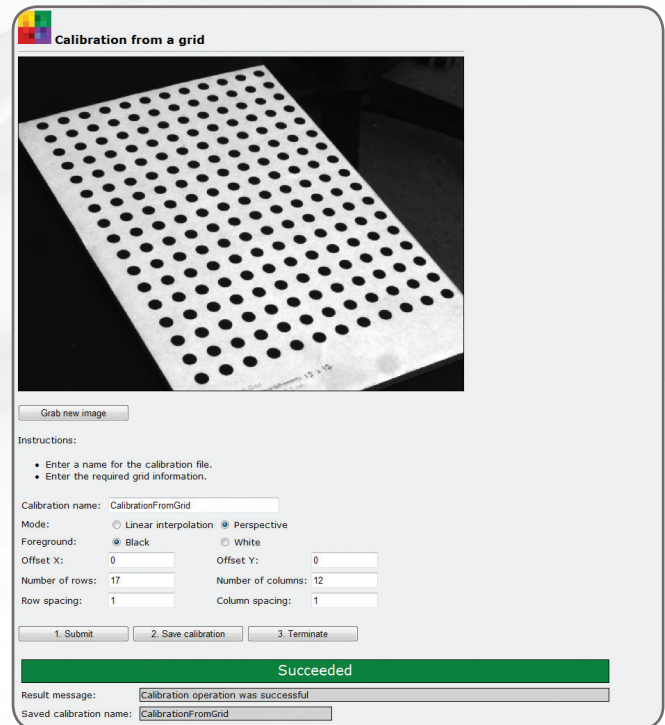 Calibration from a grid
12 x 12
Grab new image
Instructions:
• Enter a name for the calibration file.
• Enter the required grid information.
Calibration name: CalibrationFromGrid
Mode: Linear interpolation Perspective
Foreground: Black White
Offset X: 0 Offset Y: 0
Number of rows: 17 Number of columns: 12
Row spacing: 1 Column spacing: 1
1. Submit 2. Save calibration 3. Terminate
Succeeded
Result message: Calibration operation was successful
Saved calibration name: CalibrationFromGrid